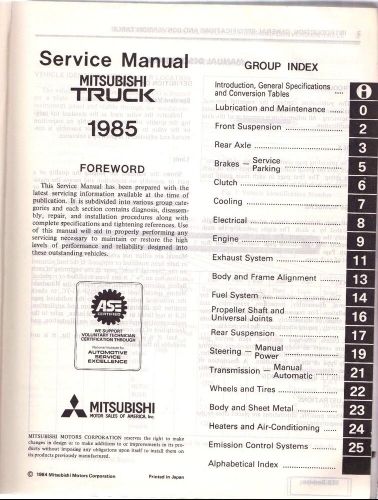 Service Manual
MITSUBISHI
TRUCK
1985
FOREWORD
This Service Manual has been prepared with the
latest servicing information available at the time of
publication. It is subdivided into various group cate-
gories and each section contains diagnosis, disassem-
bly, repair, and installation procedures along with
complete specifications and tightening references. Use
of this manual will aid in properly performing any
servicing necessary to maintain or restore the high
levels of performance and reliability designed into
these outstanding vehicles.
ASE
CERTIFIED
WE SUPPORT
VOLUNTARY TECHNICIAN
CERTIFICATION THROUGH
National Institute for
AUTOMOTIVE
SERVICE
EXCELLENCE
MITSUBISHI
MOTOR SALES OF AMERICA, Inc.
MITSUBISHI MOTORS CORPORATION reserves the right to make
changes in design or to make additions to or improvements in its pro-
ducts without imposing any obligations upon itself to install them on
its products previously manufactured.
© 1984 Mitsubishi Motors Corporation Printed in Japan
GROUP INDEX
Introduction, General Specifications
and Conversion Tables .... i
Lubrication and Maintenance ...... 0
Front Suspension ...................... 2
Rear Axle ................................ 3
Brakes — Service
Parking ...................... 5
Clutch .................................... 6
Cooling .................................. 7
Electrical ................................ 8
Engine .................................... 9
Exhaust System ...................... 11
Body and Frame Alignment ........ 13
Fuel System ............................ 14
Propeller Shaft and
Universal Joints ...................... 16
Rear Suspension ...................... 17
Steering — Manual
Power ...................... 19
Transmission — Manual
Automatic .......... 21
Wheels and Tires .................... 22
Body and Sheet Metal .............. 23
Heaters and Air-Conditioning .... 24
Emission Control Systems ........ 25
Alphabetical Index ..................